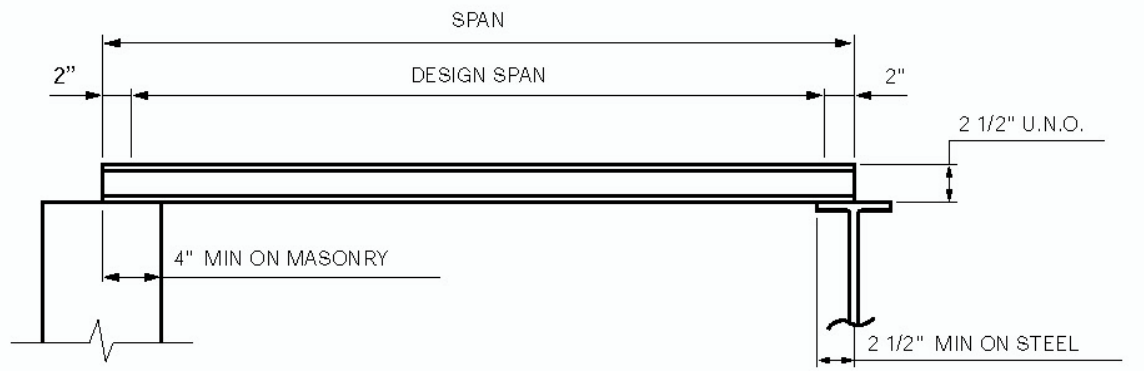 SPAN
2" DESIGN SPAN 2"
2 1/2" U.N.O.
4" MIN ON MASONRY
2 1/2" MIN ON STEEL